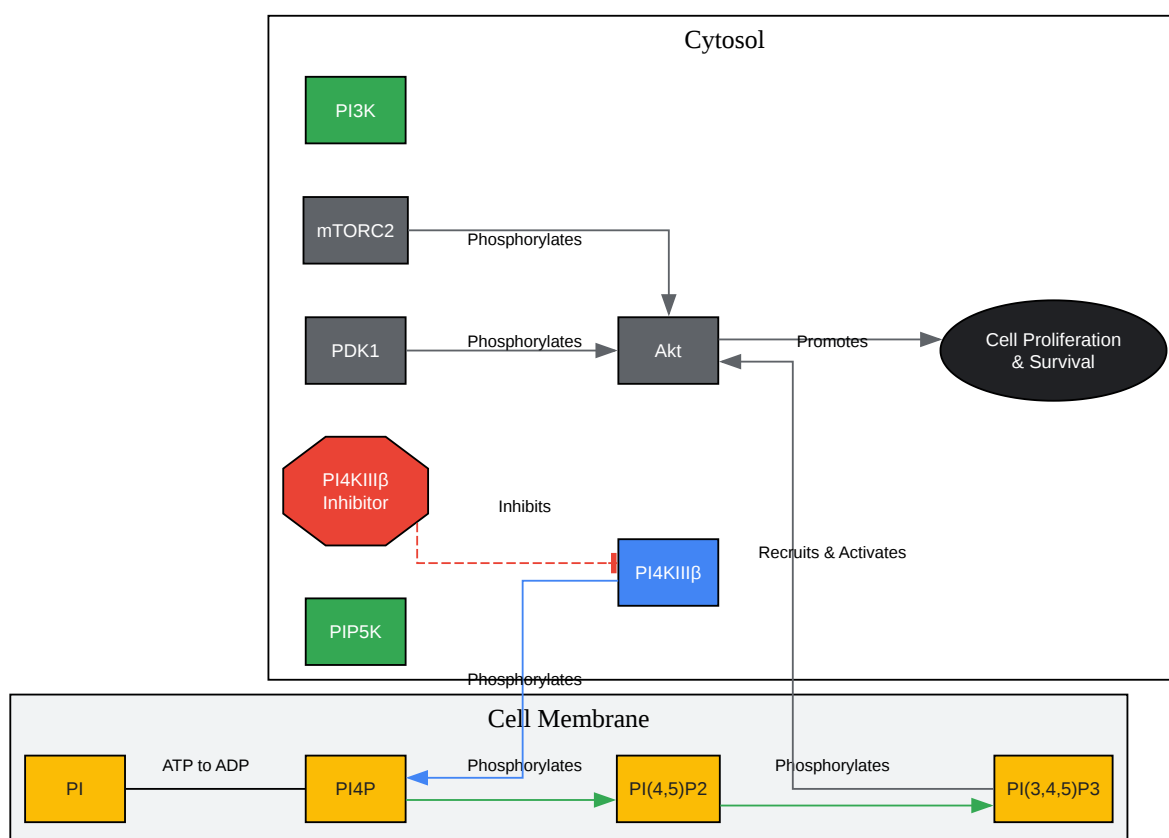 Cytosol
PI3K
mTORC2
Phosphorylates
PDK1
Phosphorylates
Akt
Promotes
Cell Proliferation
& Survival
PI4KIIIβ
Inhibitor
Inhibits
PI4KIIIβ
Recruits & Activates
PIP5K
Phosphorylates
Cell Membrane
PI
ATP to ADP
PI4P
Phosphorylates
PI(4,5)P2
Phosphorylates
PI(3,4,5)P3